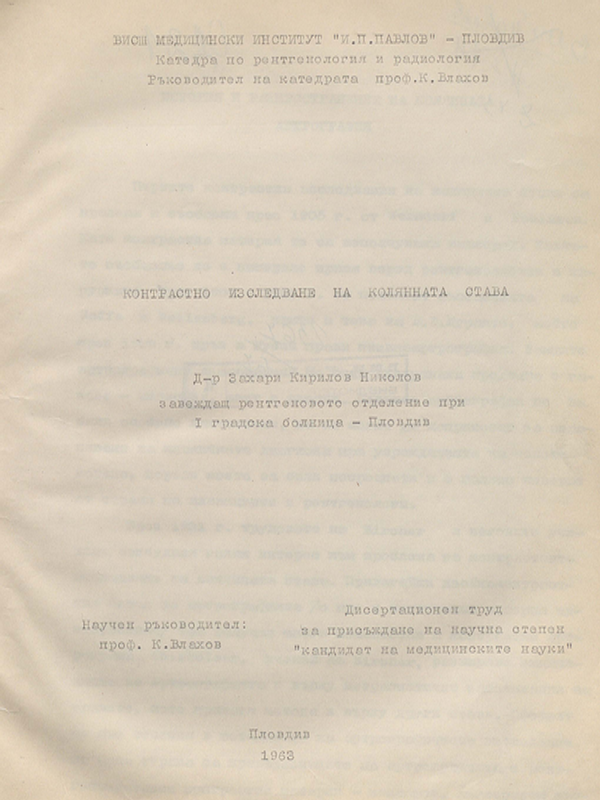 ВИСШ МЕДИЦИНСКИ ИНСТИТУТ "И.П.ПАВЛОВ" – ПЛОВДИВ
Катедра по рентгенология и радиология
Ръководител на катедрата проф.К.Влахов
КОНТРАСТНО ИЗСЛЕДВАНЕ НА КОЛЯННАТА СТАВА
Д-р Захари Кирилов Николов
завеждащ рентгеновото отделение при
I градска болница – Пловдив
Научен ръководител:
проф. К.Влахов
Дисертационен труд
за присъждане на научна степен
"кандидат на медицинските науки"
Пловдив
1963